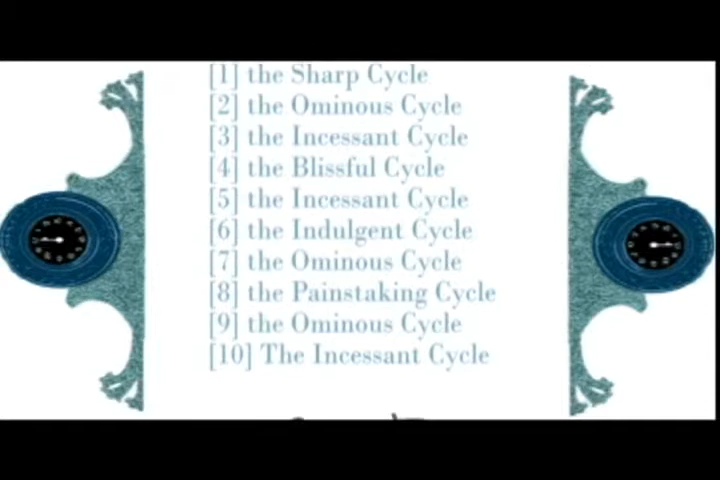 [1] the Sharp Cycle
[2] the Ominous Cycle
[3] the Incessant Cycle
[4] the Blissful Cycle
[5] the Incessant Cycle
[6] the Indulgent Cycle
[7] the Ominous Cycle
[8] the Painstaking Cycle
[9] the Ominous Cycle
[10] The Incessant Cycle